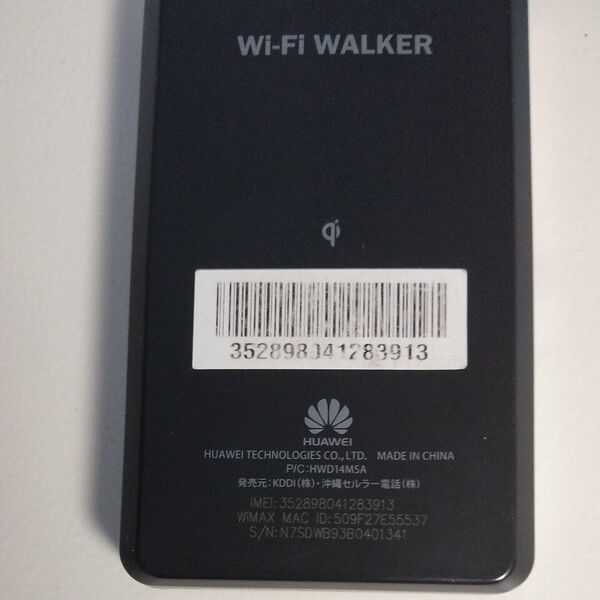 Wi-Fi WALKER
qi
352898041283913
HUAWEI
HUAWEI TECHNOLOGIES CO., LTD. MADE IN CHINA
P/C:HWD14MSA
発売元:KDDI(株)・沖縄セルラー電話(株)
IMEI: 352898041283913
WiMAX MAC ID: 509F27E55537
S/N: N7SDWB93B0401341